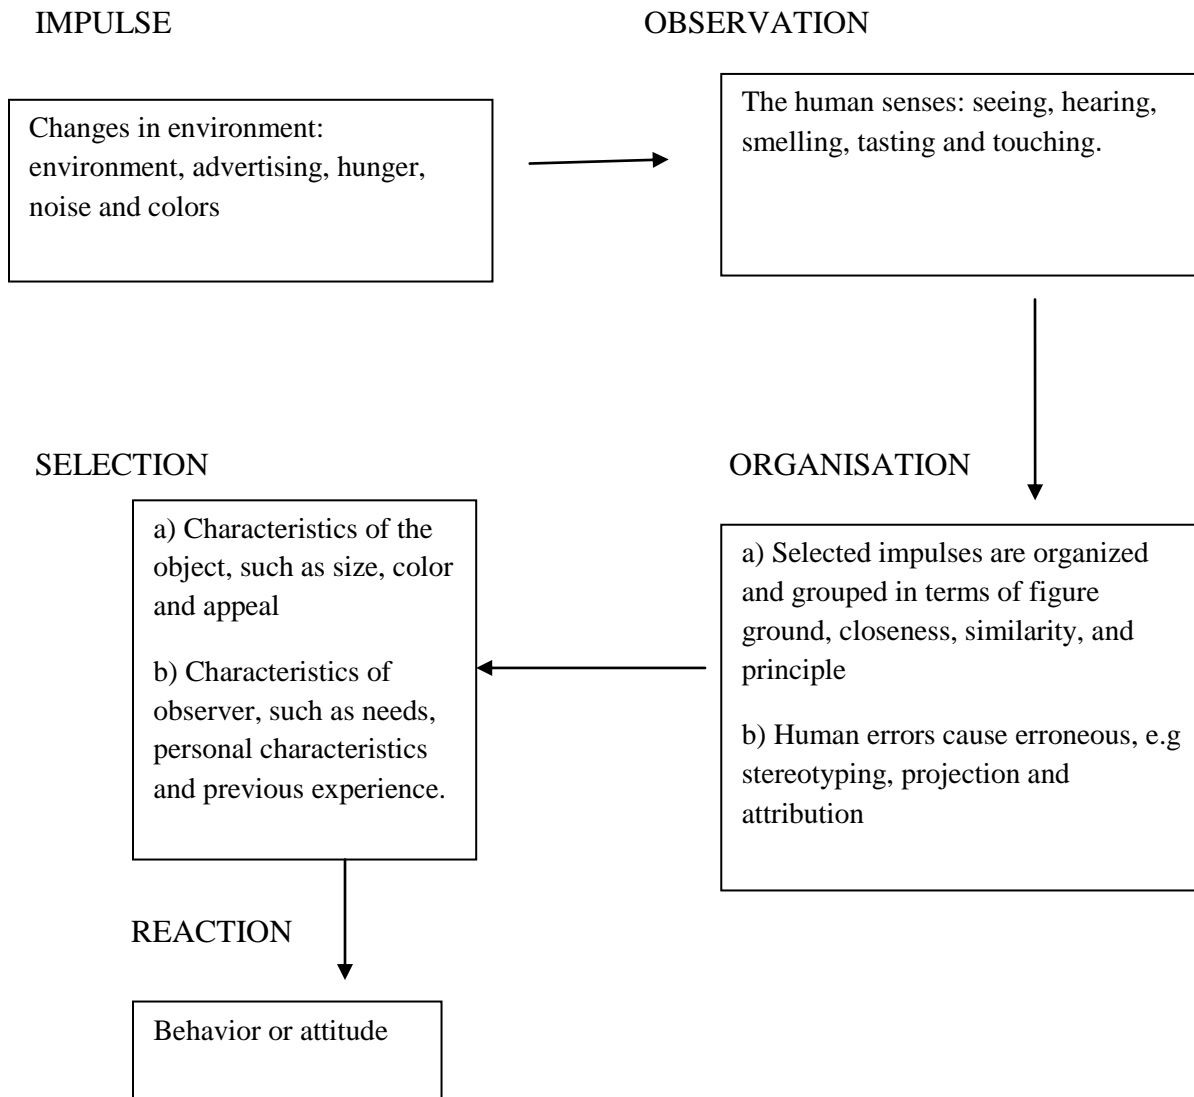 IMPULSE
OBSERVATION
Changes in environment:
environment, advertising, hunger,
noise and colors
The human senses: seeing, hearing,
smelling, tasting and touching.
SELECTION
ORGANISATION
a) Characteristics of the
object, such as size, color
and appeal
b) Characteristics of
observer, such as needs,
personal characteristics
and previous experience.
a) Selected impulses are organized
and grouped in terms of figure
ground, closeness, similarity, and
principle
b) Human errors cause erroneous, e.g
stereotyping, projection and
attribution
REACTION
Behavior or attitude